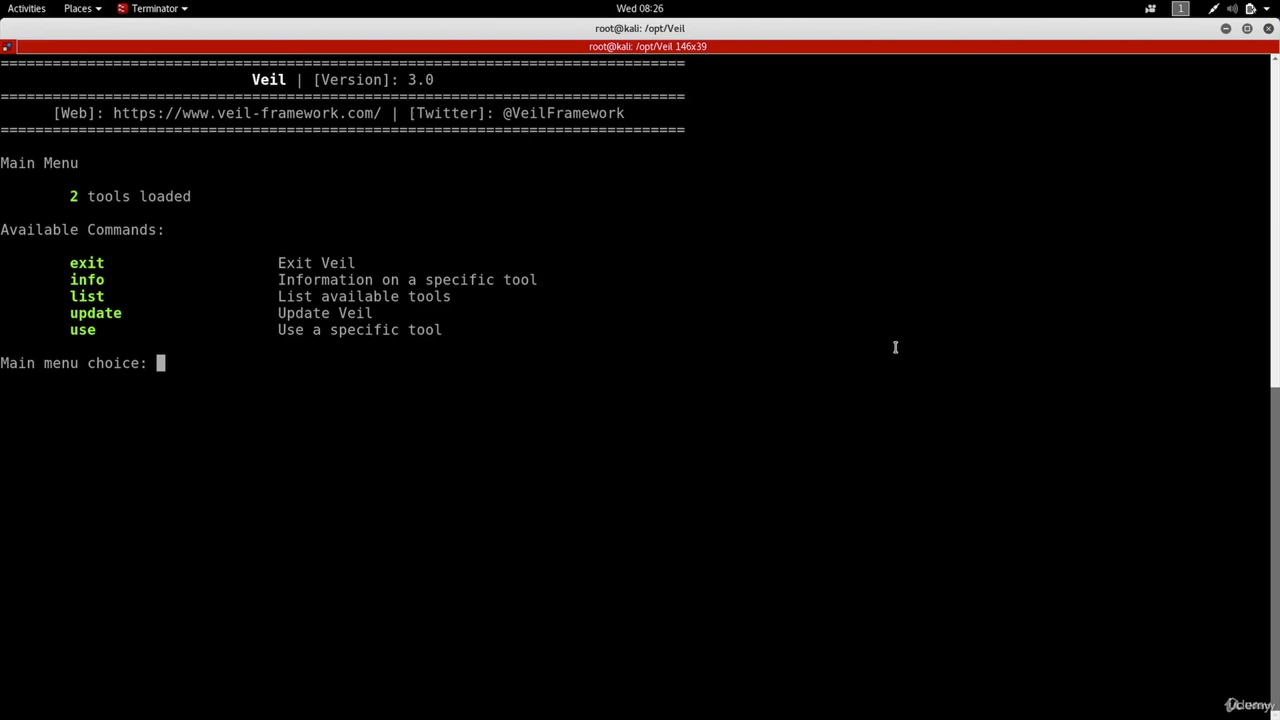 Activities Places Terminator Wed 08:26 1
root@kali: /opt/Veil
root@kali: /opt/Veil 146x39
===============================================================================
Veil | [Version]: 3.0
===============================================================================
[Web]: https://www.veil-framework.com/ | [Twitter]: @VeilFramework
===============================================================================
Main Menu
2 tools loaded
Available Commands:
exit Exit Veil
info Information on a specific tool
list List available tools
update Update Veil
use Use a specific tool
Main menu choice:
Udemy